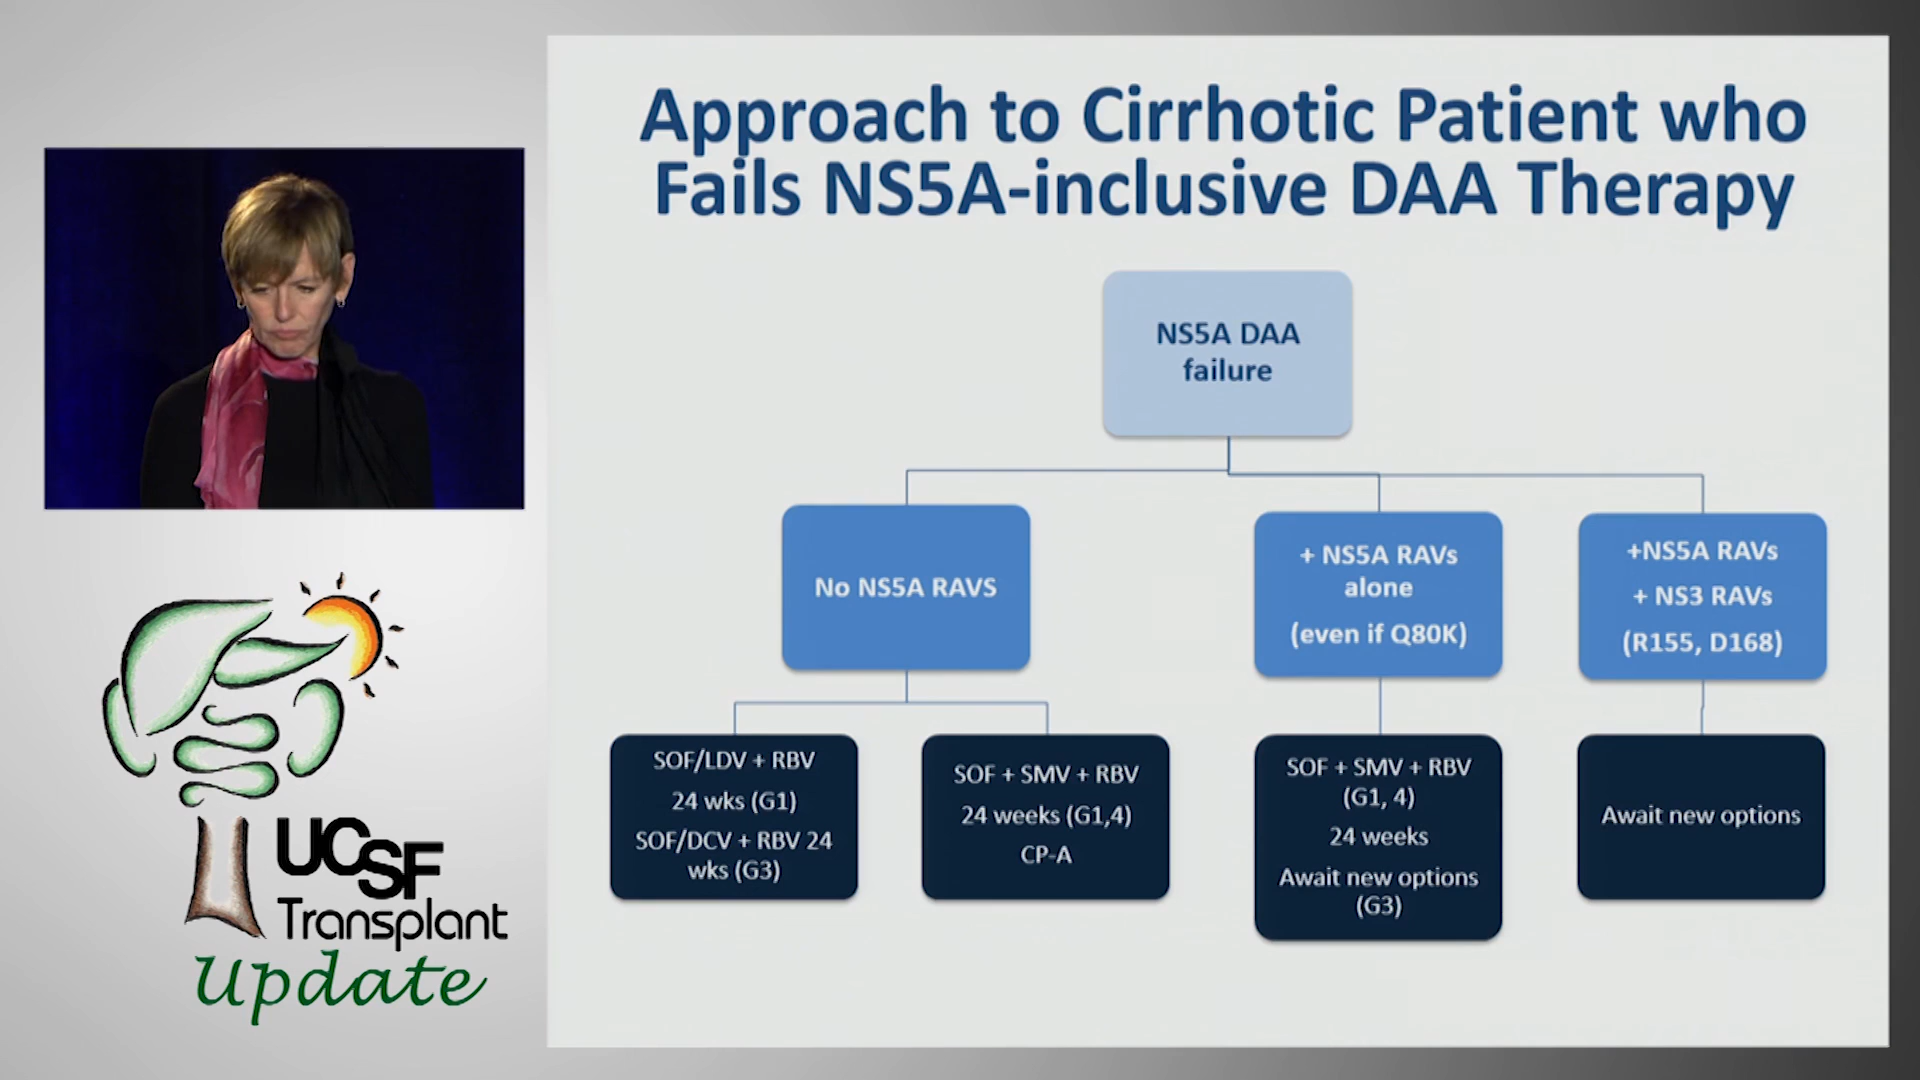 Approach to Cirrhotic Patient who
Fails NS5A-inclusive DAA Therapy
NS5A DAA
failure
No NS5A RAVS
+ NS5A RAVs
alone
(even if Q80K)
+NS5A RAVs
+ NS3 RAVs
(R155, D168)
SOF/LDV + RBV
24 wks (G1)
SOF/DCV + RBV 24
wks (G3)
SOF + SMV + RBV
24 weeks (G1,4)
CP-A
SOF + SMV + RBV
(G1, 4)
24 weeks
Await new options
(G3)
Await new options
UCSF
Transplant
Update